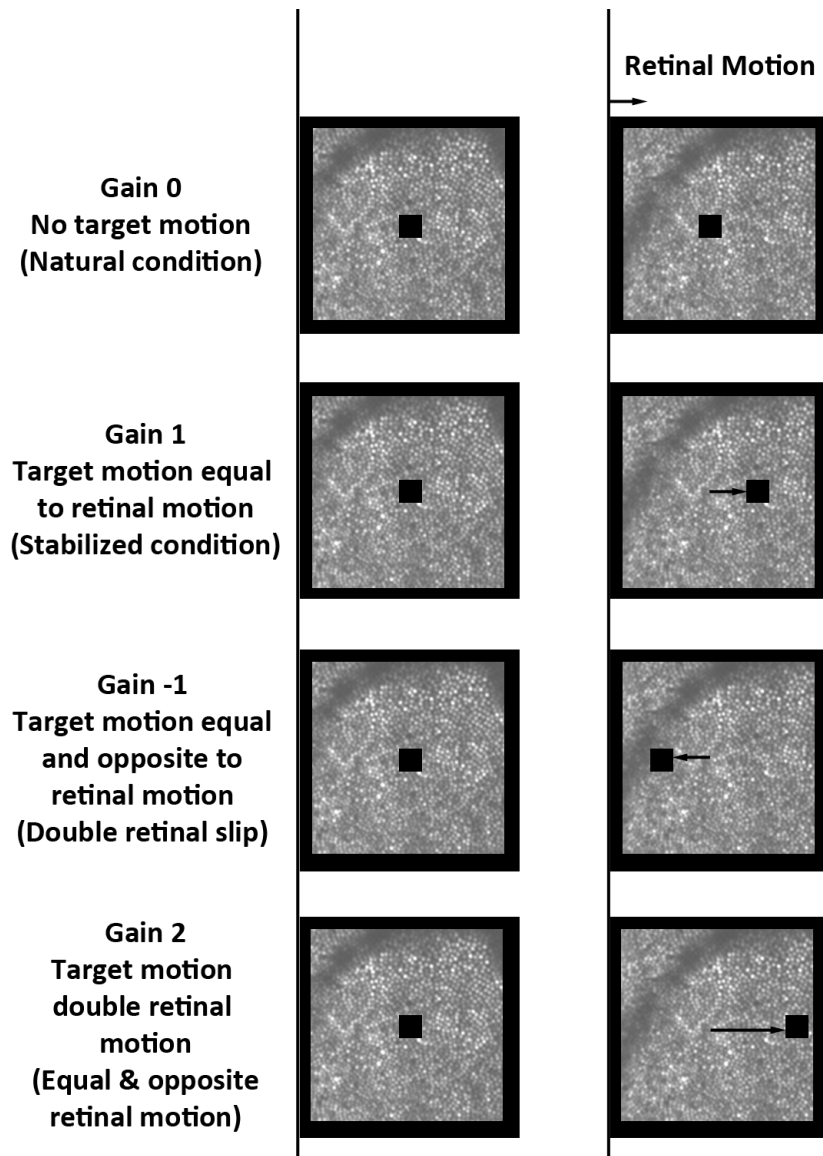 Retinal Motion
Gain 0
No target motion
(Natural condition)
Gain 1
Target motion equal
to retinal motion
(Stabilized condition)
Gain -1
Target motion equal
and opposite to
retinal motion
(Double retinal slip)
Gain 2
Target motion
double retinal
motion
(Equal & opposite
retinal motion)